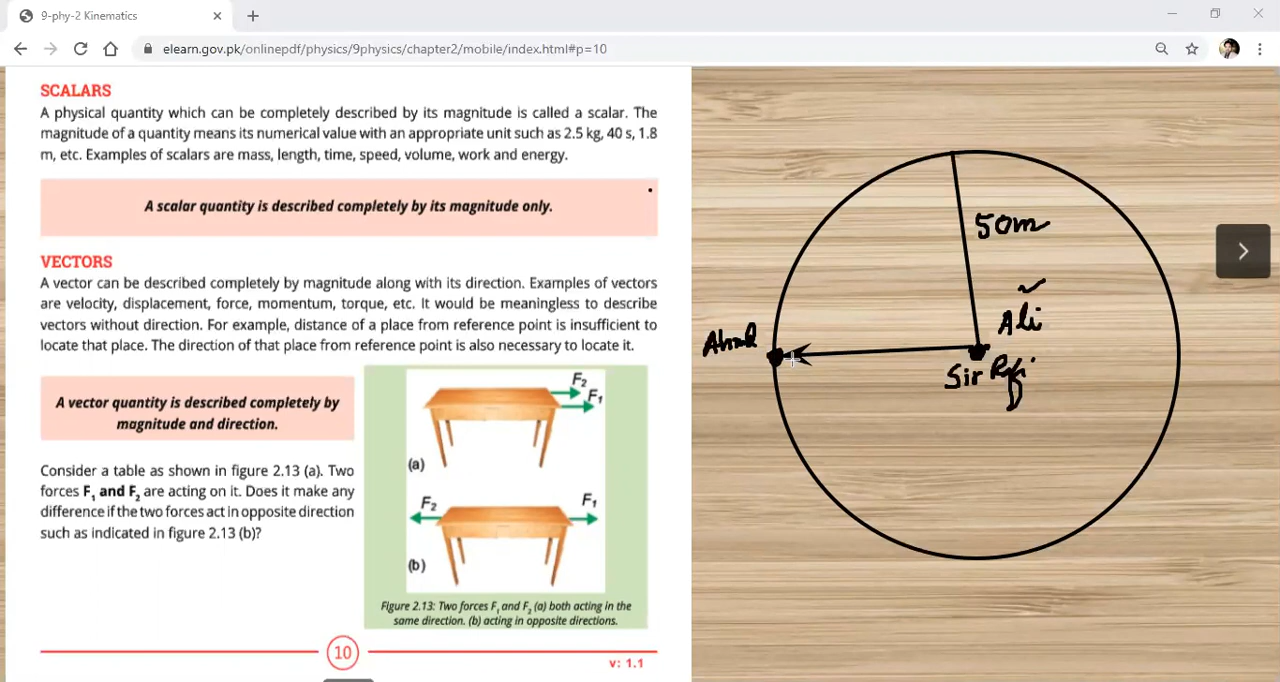 9-phy-2 Kinematics
elearn.gov.pk/onlinepdf/physics/9physics/chapter2/mobile/index.html#p=10
SCALARS
A physical quantity which can be completely described by its magnitude is called a scalar. The
magnitude of a quantity means its numerical value with an appropriate unit such as 2.5 kg, 40 s, 1.8
m, etc. Examples of scalars are mass, length, time, speed, volume, work and energy.
A scalar quantity is described completely by its magnitude only.
VECTORS
A vector can be described completely by magnitude along with its direction. Examples of vectors
are velocity, displacement, force, momentum, torque, etc. It would be meaningless to describe
vectors without direction. For example, distance of a place from reference point is insufficient to
locate that place. The direction of that place from reference point is also necessary to locate it.
A vector quantity is described completely by
magnitude and direction.
Consider a table as shown in figure 2.13 (a). Two
forces F₁ and F₂ are acting on it. Does it make any
difference if the two forces act in opposite direction
such as indicated in figure 2.13 (b)?
F₂
F₁
(a)
F₂
F₁
(b)
Figure 2.13: Two forces F₁ and F₂ (a) both acting in the
same direction. (b) acting in opposite directions.
10
v: 1.1
50m
Ali
Sir